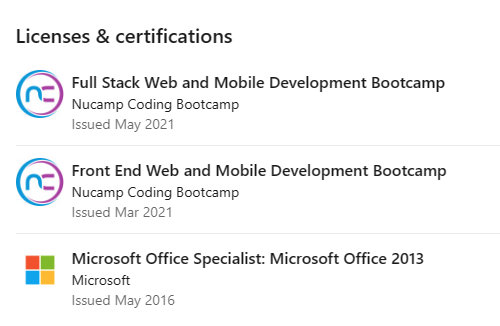 Licenses & certifications
Full Stack Web and Mobile Development Bootcamp
Nucamp Coding Bootcamp
Issued May 2021
Front End Web and Mobile Development Bootcamp
Nucamp Coding Bootcamp
Issued Mar 2021
Microsoft Office Specialist: Microsoft Office 2013
Microsoft
Issued May 2016